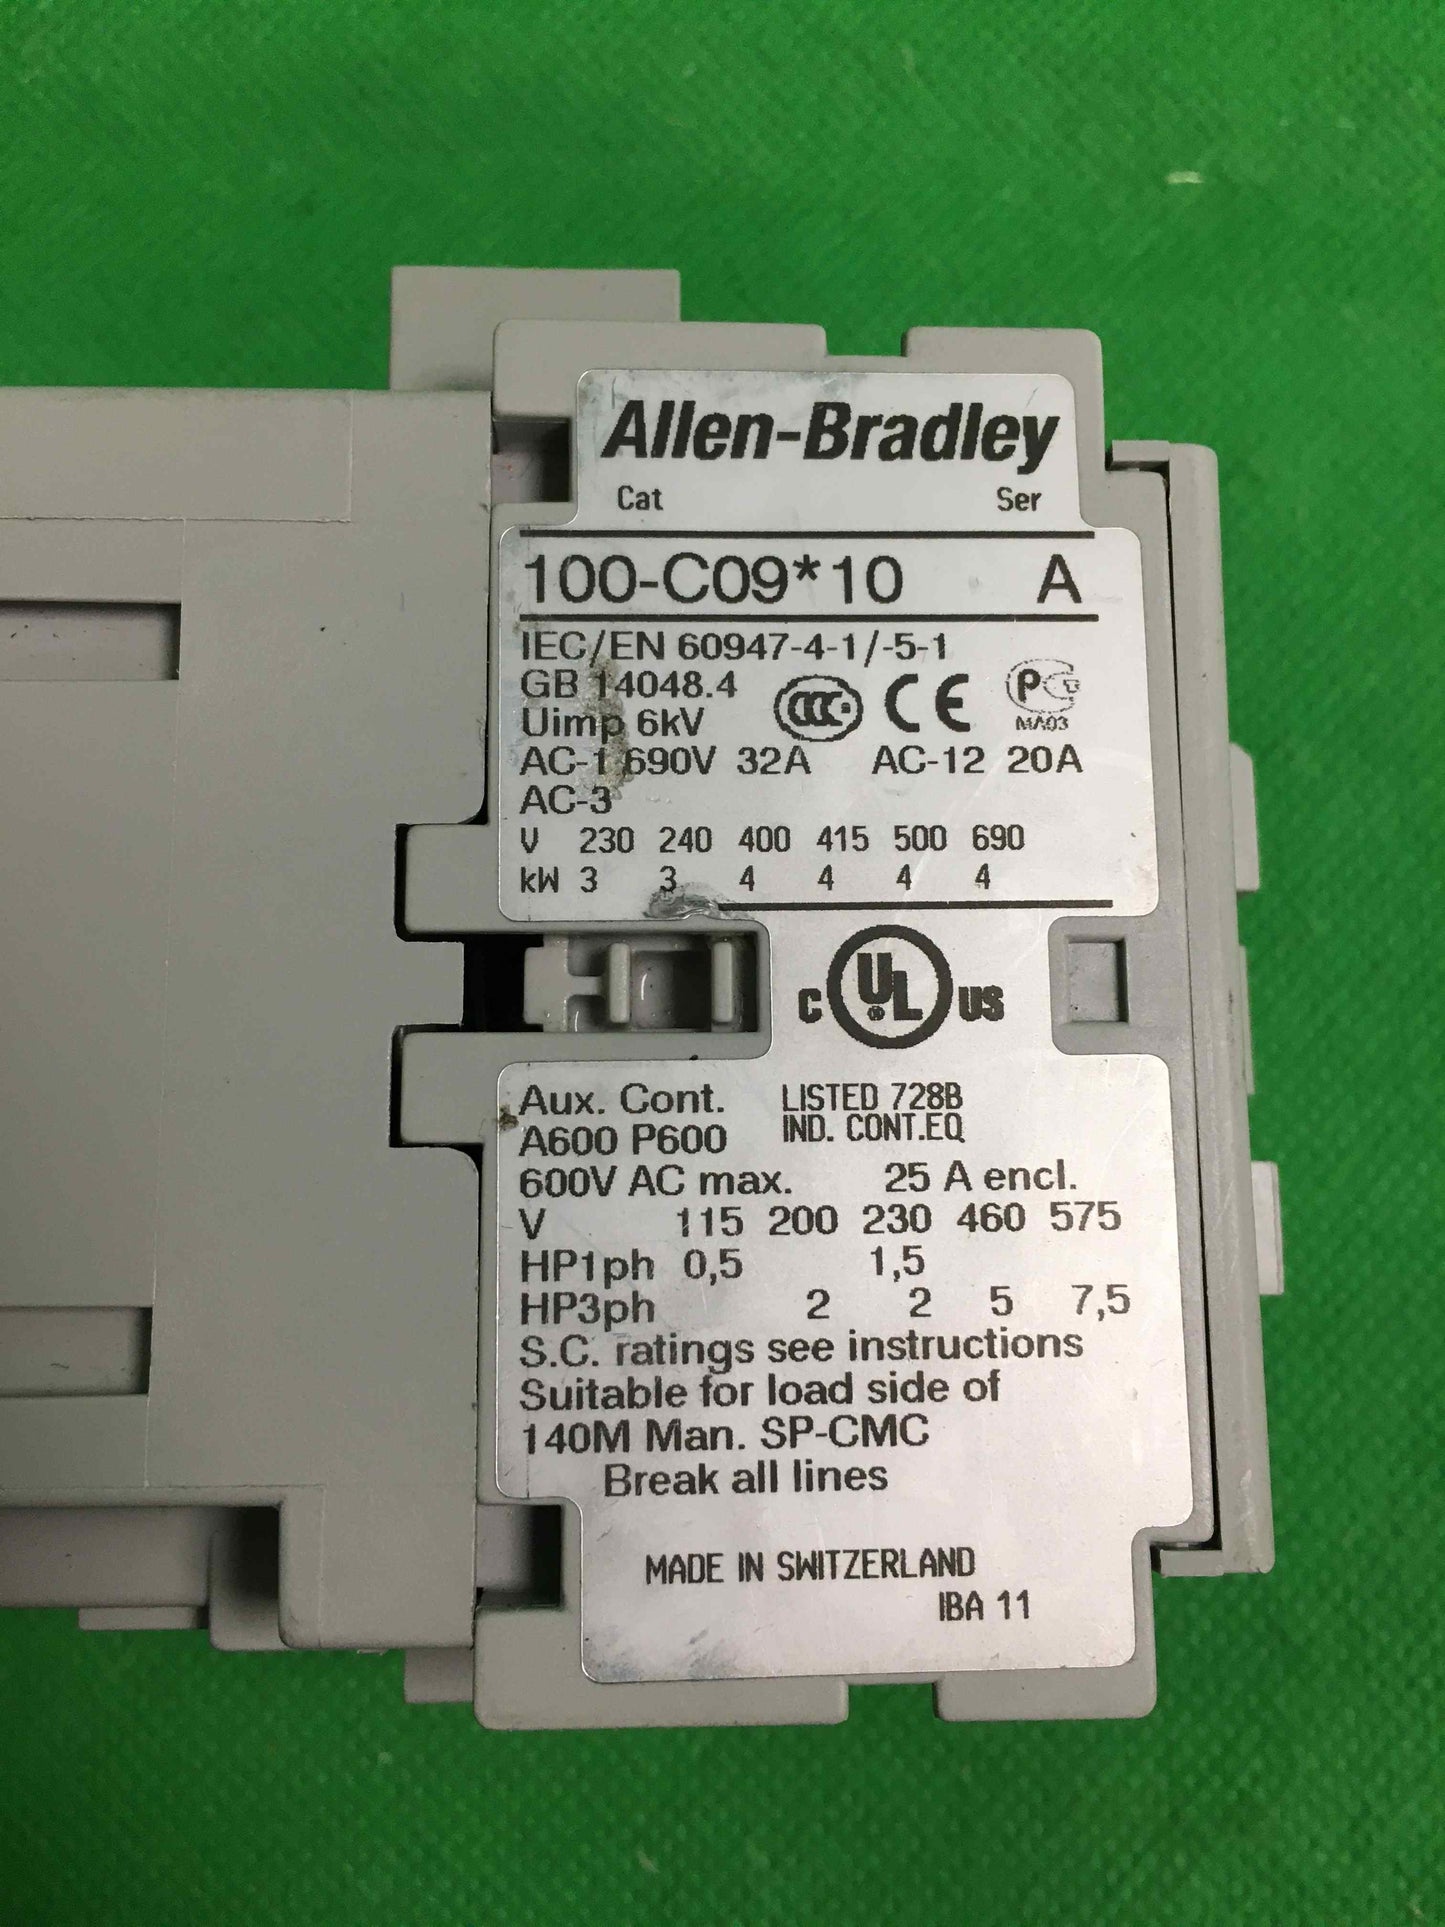 Allen-Bradley
Cat Ser
100-C09*10 A
IEC/EN 60947-4-1/-5-1
GB 14048.4 CCC CE PCT
Uimp 6kV MA03
AC-1 690V 32A AC-12 20A
AC-3
V 230 240 400 415 500 690
kW 3 3 4 4 4 4
C UL ® US
Aux. Cont. LISTED 728B
A600 P600 IND. CONT.EQ
600V AC max. 25 A encl.
V 115 200 230 460 575
HP1ph 0,5 1,5
HP3ph 2 2 5 7,5
S.C. ratings see instructions
Suitable for load side of
140M Man. SP-CMC
Break all lines
MADE IN SWITZERLAND
IBA 11